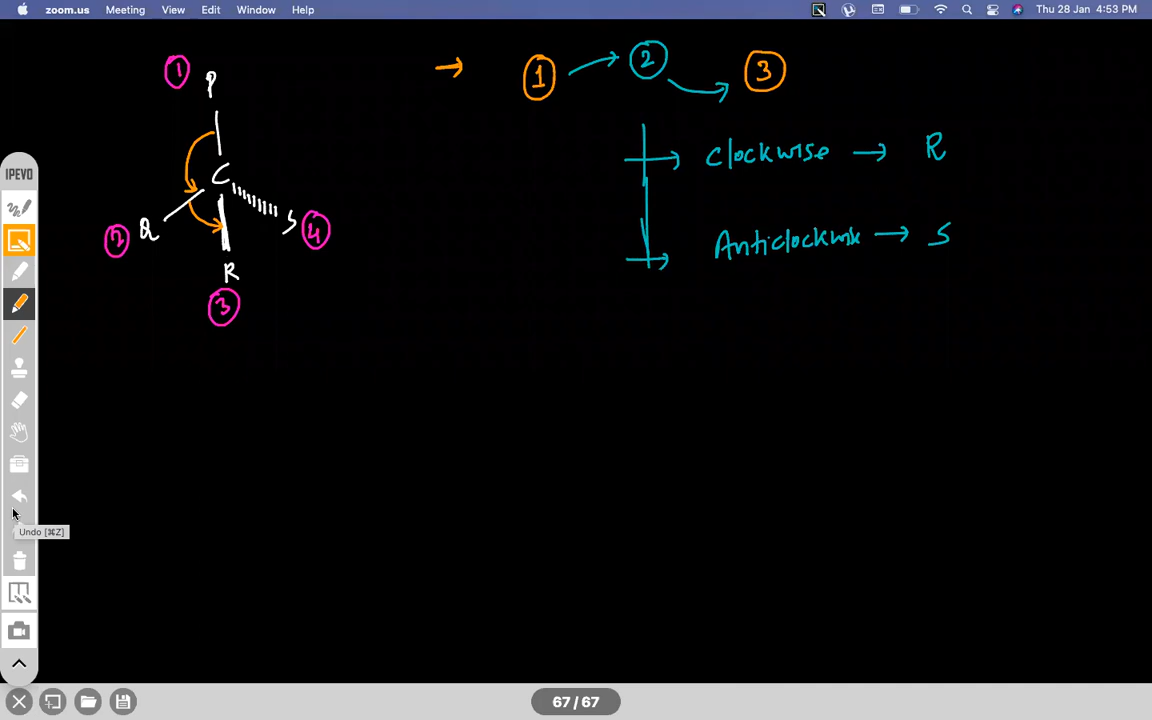 zoom.us Meeting View Edit Window Help Thu 28 Jan 4:53 PM
① P → ① → ② → ③
IPEVO
Clockwise → R
C
② Q S ④
Anticlockwise → S
R
③
Undo [⌘Z]
67/67